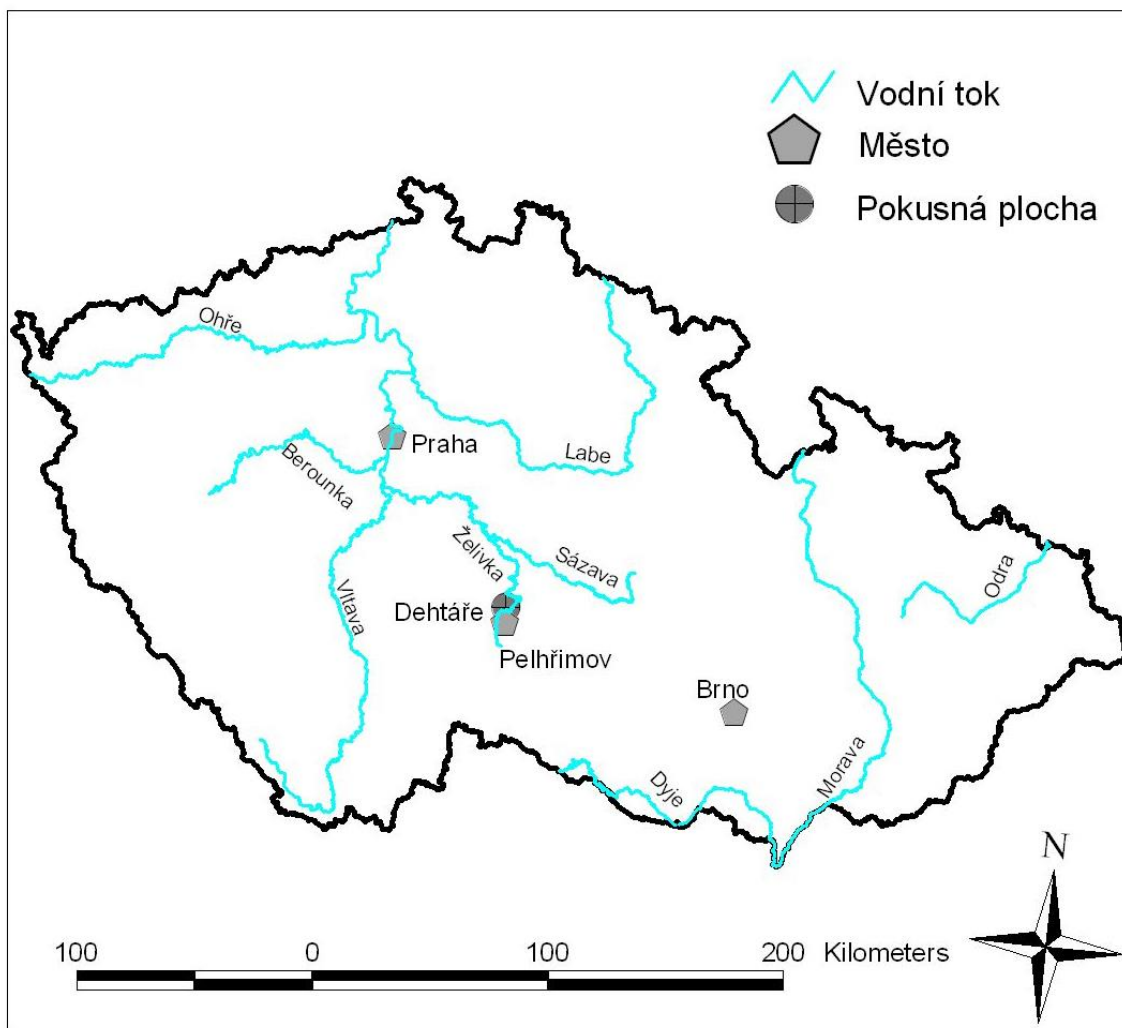 Vodní tok
Město
Pokusná plocha
Ohře
Praha
Labe
Berounka
Želivka
Sázava
Odra
Vltava
Dehtáře
Pelhřimov
Brno
Dyje
Morava
N
100 0 100 200 Kilometers